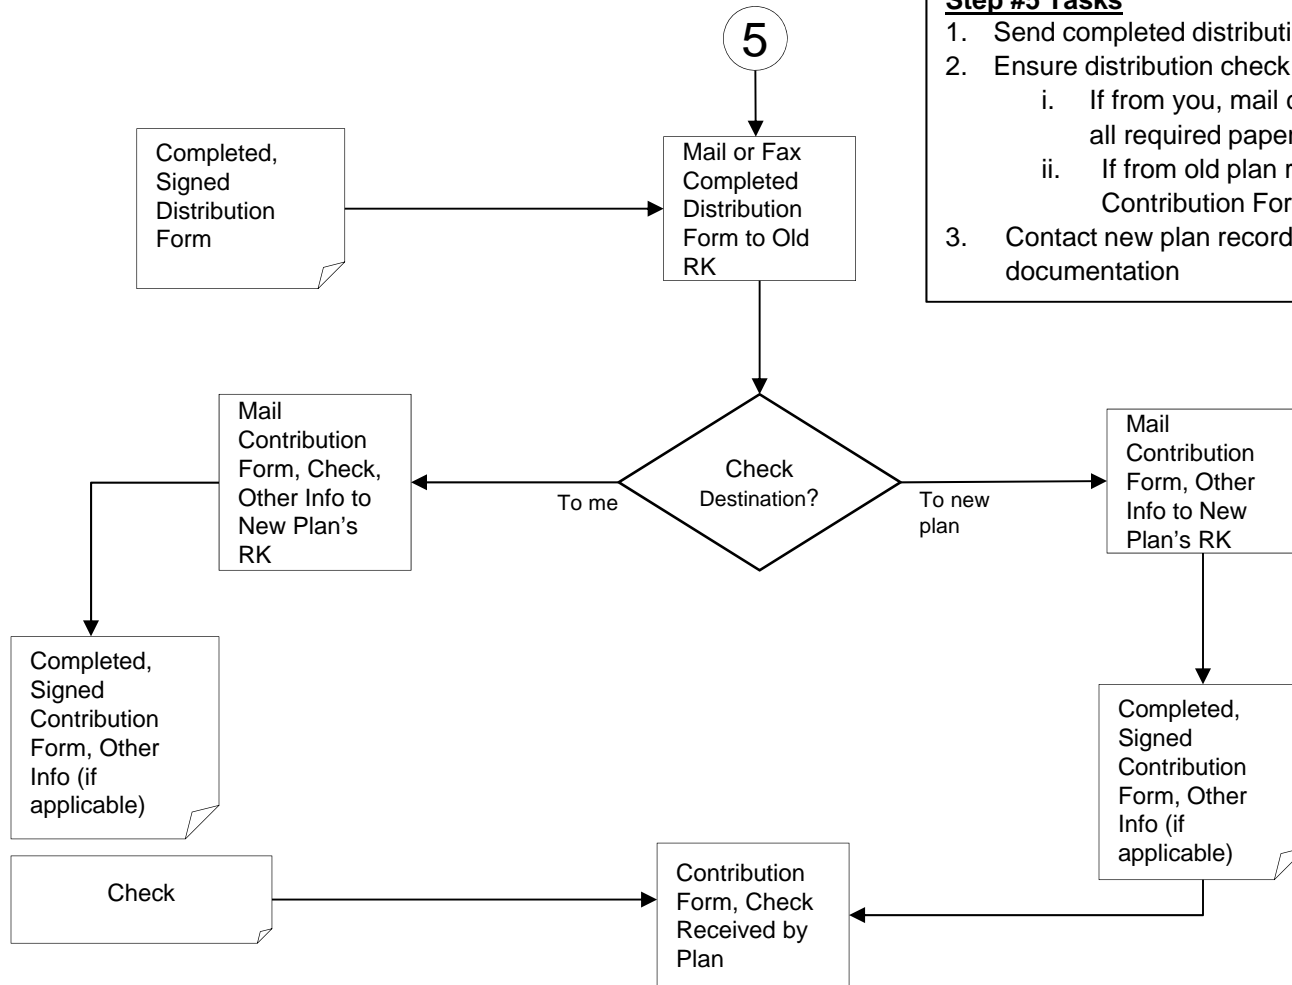 5
Step #5 Tasks
1. Send completed
2. Ensure distribution check
i. If from you, mail
all required
ii. If from old plan
Contribution
3. Contact new plan
documentation
Completed,
Signed
Distribution
Form
Mail or Fax
Completed
Distribution
Form to Old
RK
Mail
Contribution
Form, Check,
Other Info to
New Plan's
RK
To me
Check
Destination?
To new
plan
Mail
Contribution
Form, Other
Info to New
Plan's RK
Completed,
Signed
Contribution
Form, Other
Info (if
applicable)
Completed,
Signed
Contribution
Form, Other
Info (if
applicable)
Check
Contribution
Form, Check
Received by
Plan